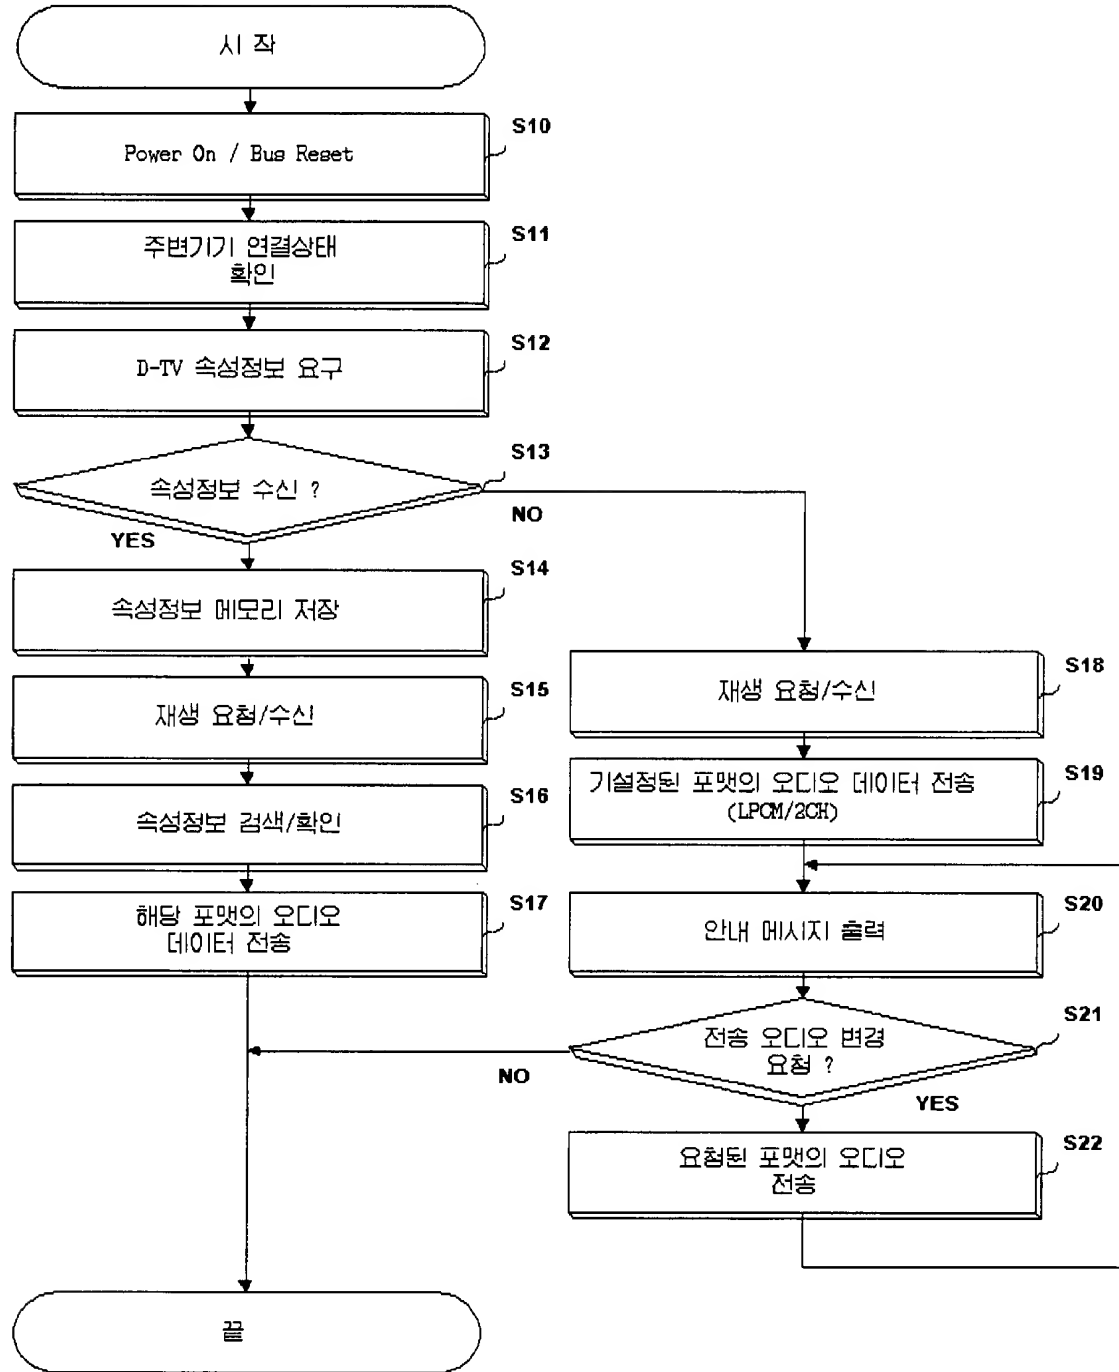 시 작
S10
Power On / Bus Reset
S11
주변기기 연결상태
확인
S12
D-TV 속성정보 요구
S13
속성정보 수신 ?
NO
YES
S14
속성정보 메모리 저장
S15
재생 요청/수신
S16
속성정보 검색/확인
S17
해당 포맷의 오디오
데이터 전송
S18
재생 요청/수신
S19
기설정된 포맷의 오디오 데이터 전송
(LPCM/2CH)
S20
안내 메시지 출력
S21
전송 오디오 변경
요청 ?
NO
YES
S22
요청된 포맷의 오디오
전송
끝